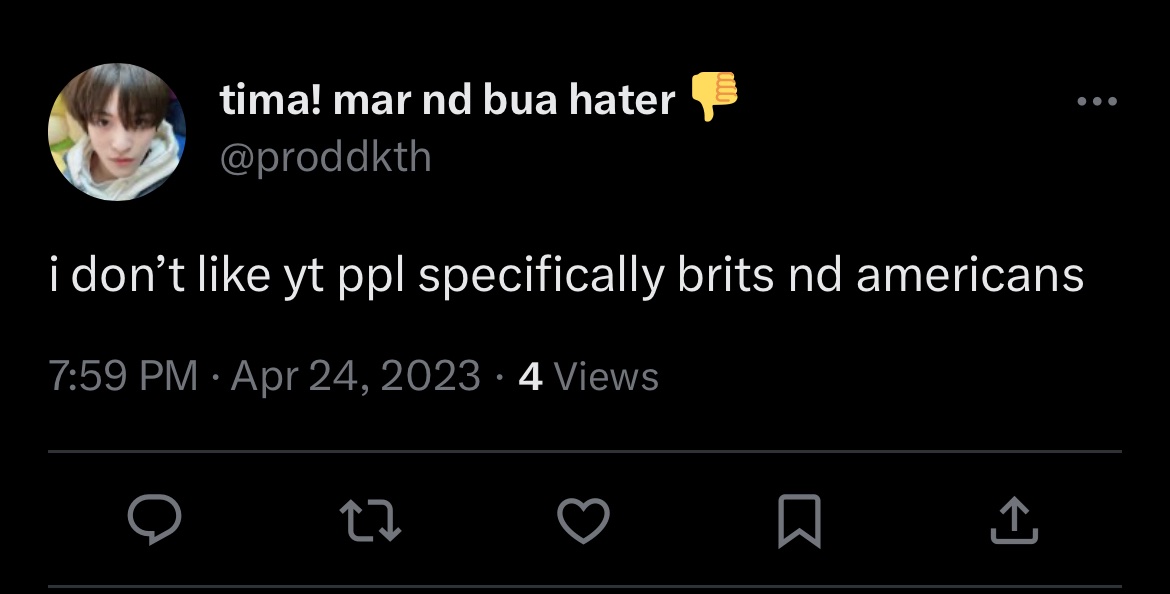 tima! mar nd bua hater 👎
@proddkth
i don’t like yt ppl specifically brits nd americans
7:59 PM · Apr 24, 2023 · 4 Views